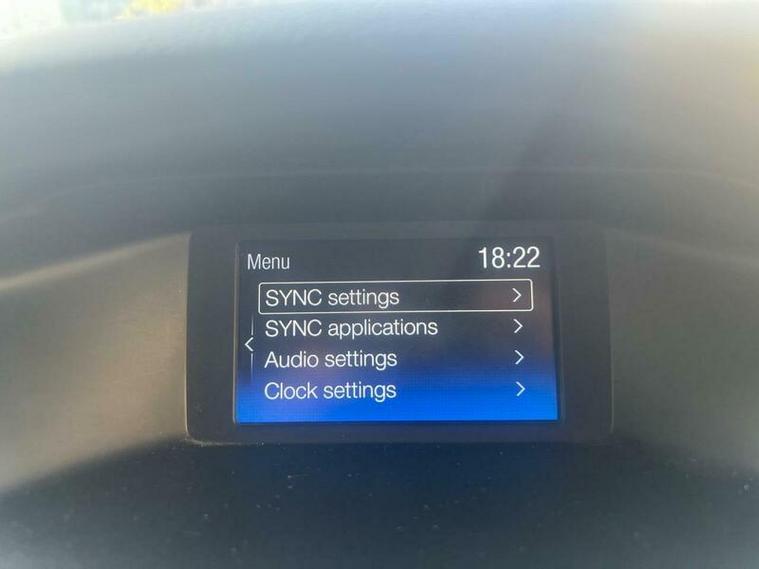 Menu 18:22
SYNC settings
SYNC applications
Audio settings
Clock settings